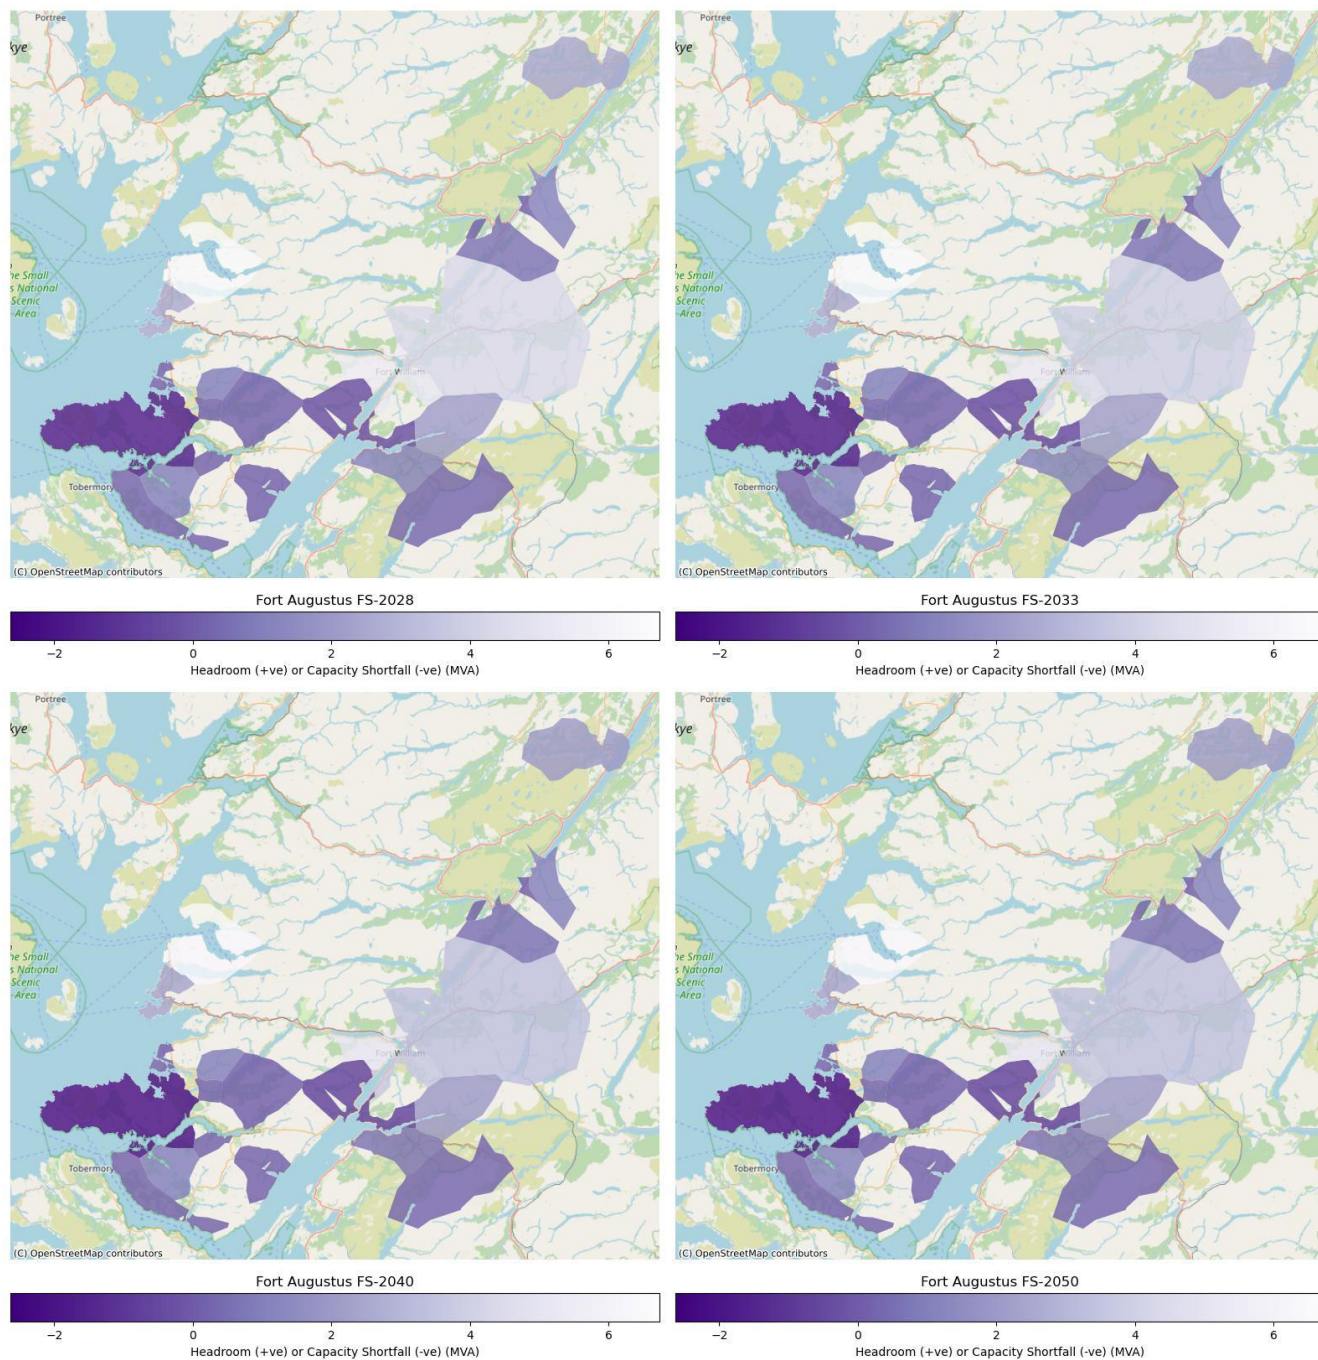 Portree
kye
n
he Small
s National
Scenic
Area
Fort William
Tobermory
(C) OpenStreetMap contributors
Fort Augustus FS-2028
−2 0 2 4 6
Headroom (+ve) or Capacity Shortfall (-ve) (MVA)
Portree
kye
n
he Small
s National
Scenic
Area
Fort William
Tobermory
(C) OpenStreetMap contributors
Fort Augustus FS-2033
−2 0 2 4 6
Headroom (+ve) or Capacity Shortfall (-ve) (MVA)
Portree
kye
n
he Small
s National
Scenic
Area
Fort William
Tobermory
(C) OpenStreetMap contributors
Fort Augustus FS-2040
−2 0 2 4 6
Headroom (+ve) or Capacity Shortfall (-ve) (MVA)
Portree
kye
n
he Small
s National
Scenic
Area
Fort William
Tobermory
(C) OpenStreetMap contributors
Fort Augustus FS-2050
−2 0 2 4 6
Headroom (+ve) or Capacity Shortfall (-ve) (MVA)